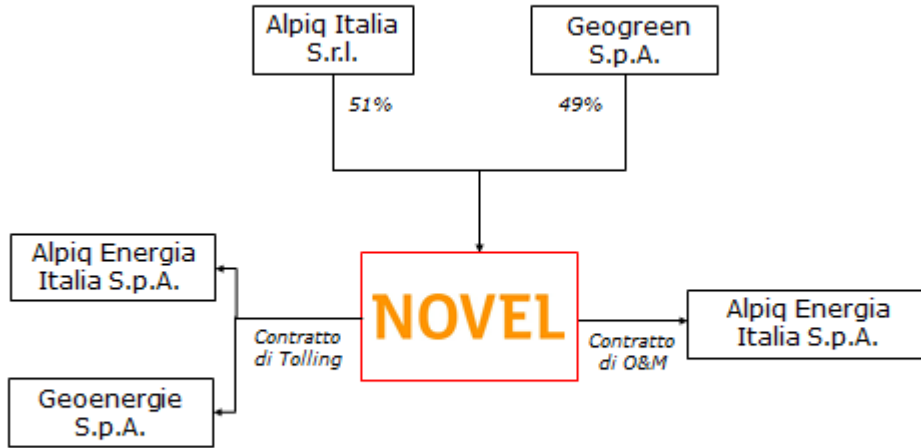 Alpiq Italia
S.r.l.
Geogreen
S.p.A.
51%
49%
Alpiq Energia
Italia S.p.A.
NOVEL
Alpiq Energia
Italia S.p.A.
Contratto
di Tolling
Contratto
di O&M
Geoenergie
S.p.A.